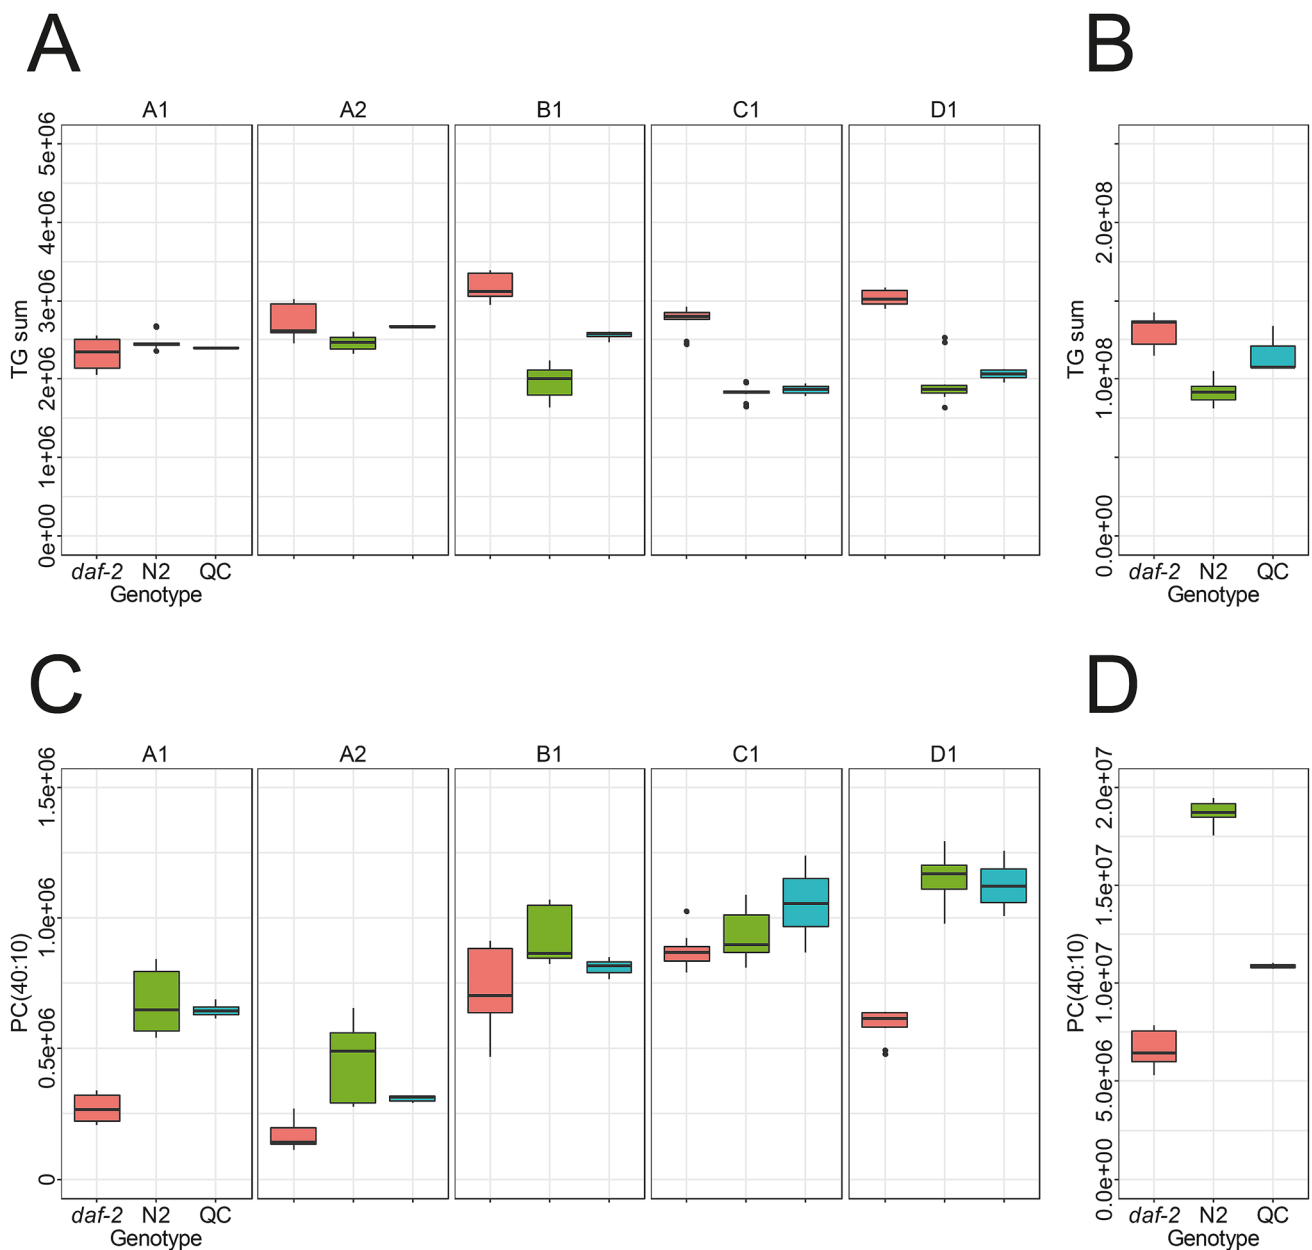 A
B
A1
A2
B1
C1
D1
TG sum
5e+06
4e+06
3e+06
2e+06
1e+06
0e+00
daf-2 N2 QC
Genotype
TG sum
2.0e+08
1.0e+08
0.0e+00
daf-2 N2 QC
Genotype
C
D
A1
A2
B1
C1
D1
PC(40:10)
1.5e+06
1.0e+06
0.5e+06
0
daf-2 N2 QC
Genotype
PC(40:10)
2.0e+07
1.5e+07
1.0e+07
5.0e+06
0.0e+00
daf-2 N2 QC
Genotype